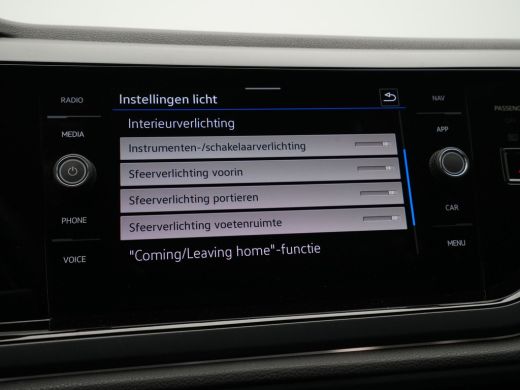 RADIO
MEDIA
PHONE
VOICE
Instellingen licht
Interieurverlichting
Instrumenten-/schakelaarverlichting
Sfeerverlichting voorin
Sfeerverlichting portieren
Sfeerverlichting voetenruimte
"Coming/Leaving home"-functie
NAV
APP
CAR
MENU